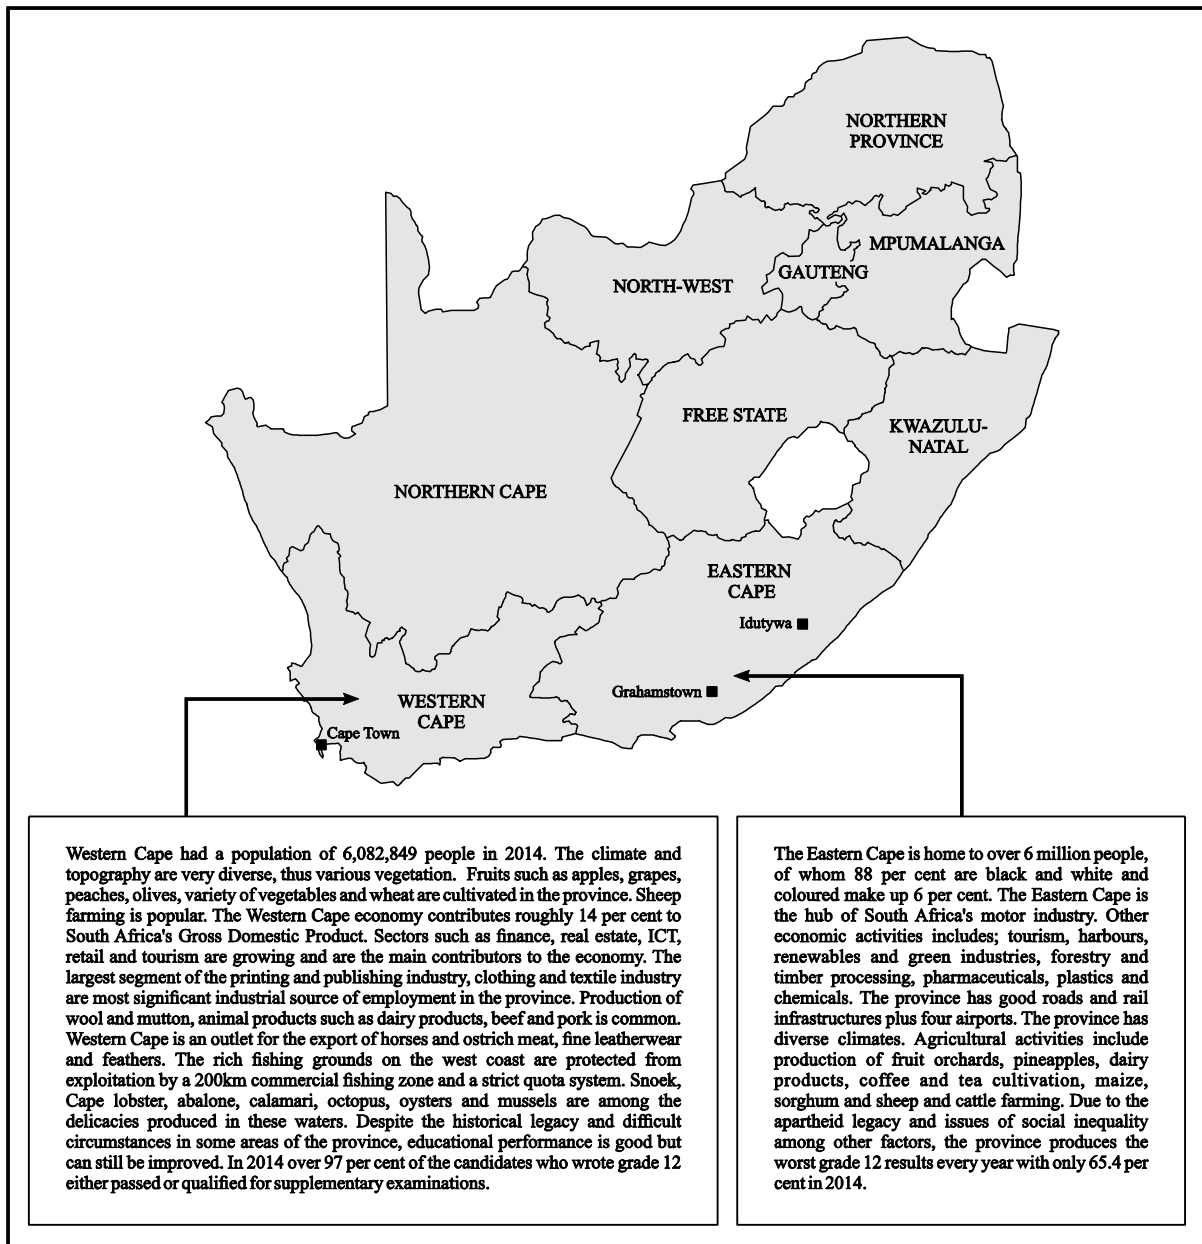 NORTHERN
PROVINCE
MPUMALANGA
GAUTENG
NORTH-WEST
FREE STATE
KWAZULU-
NATAL
NORTHERN CAPE
EASTERN
CAPE
Idutywa
Grahamstown
WESTERN
CAPE
Cape Town
Western Cape had a population of 6,082,849 people in 2014. The climate and
topography are very diverse, thus various vegetation. Fruits such as apples, grapes,
peaches, olives, variety of vegetables and wheat are cultivated in the province. Sheep
farming is popular. The Western Cape economy contributes roughly 14 per cent to
South Africa's Gross Domestic Product. Sectors such as finance, real estate, ICT,
retail and tourism are growing and are the main contributors to the economy. The
largest segment of the printing and publishing industry, clothing and textile industry
are most significant industrial source of employment in the province. Production of
wool and mutton, animal products such as dairy products, beef and pork is common.
Western Cape is an outlet for the export of horses and ostrich meat, fine leatherwear
and feathers. The rich fishing grounds on the west coast are protected from
exploitation by a 200km commercial fishing zone and a strict quota system. Snoek,
Cape lobster, abalone, calamari, octopus, oysters and mussels are among the
delicacies produced in these waters. Despite the historical legacy and difficult
circumstances in some areas of the province, educational performance is good but
can still be improved. In 2014 over 97 per cent of the candidates who wrote grade 12
either passed or qualified for supplementary examinations.
The Eastern Cape is home to over 6 million people,
of whom 88 per cent are black and white and
coloured make up 6 per cent. The Eastern Cape is
the hub of South Africa's motor industry. Other
economic activities includes; tourism, harbours,
renewables and green industries, forestry and
timber processing, pharmaceuticals, plastics and
chemicals. The province has good roads and rail
infrastructures plus four airports. The province has
diverse climates. Agricultural activities include
production of fruit orchards, pineapples, dairy
products, coffee and tea cultivation, maize,
sorghum and sheep and cattle farming. Due to the
apartheid legacy and issues of social inequality
among other factors, the province produces the
worst grade 12 results every year with only 65.4 per
cent in 2014.